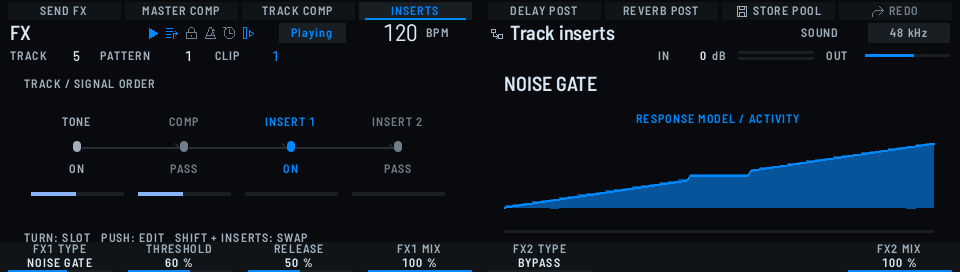 SEND FX MASTER COMP TRACK COMP INSERTS DELAY POST REVERB POST STORE POOL REDO
FX Playing 120 BPM Track inserts SOUND 48 kHz
TRACK 5 PATTERN 1 CLIP 1 IN 0 dB OUT
TRACK / SIGNAL ORDER
NOISE GATE
TONE COMP INSERT 1 INSERT 2
RESPONSE MODEL / ACTIVITY
ON PASS ON PASS
TURN: SLOT PUSH: EDIT SHIFT + INSERTS: SWAP
FX1 TYPE THRESHOLD RELEASE FX1 MIX FX2 TYPE FX2 MIX
NOISE GATE 60 % 50 % 100 % BYPASS 100 %